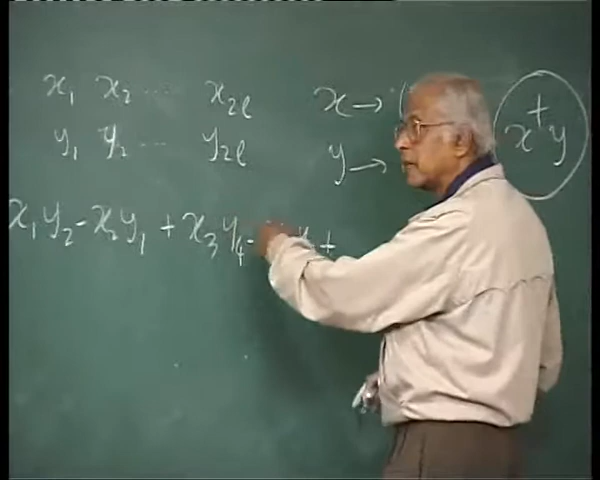 x₁ x₂ ... x₂ℓ x → (
y₁ y₂ ... y₂ℓ y → x + y
x₁y₂ - x₂y₁ + x₃y₄ - +